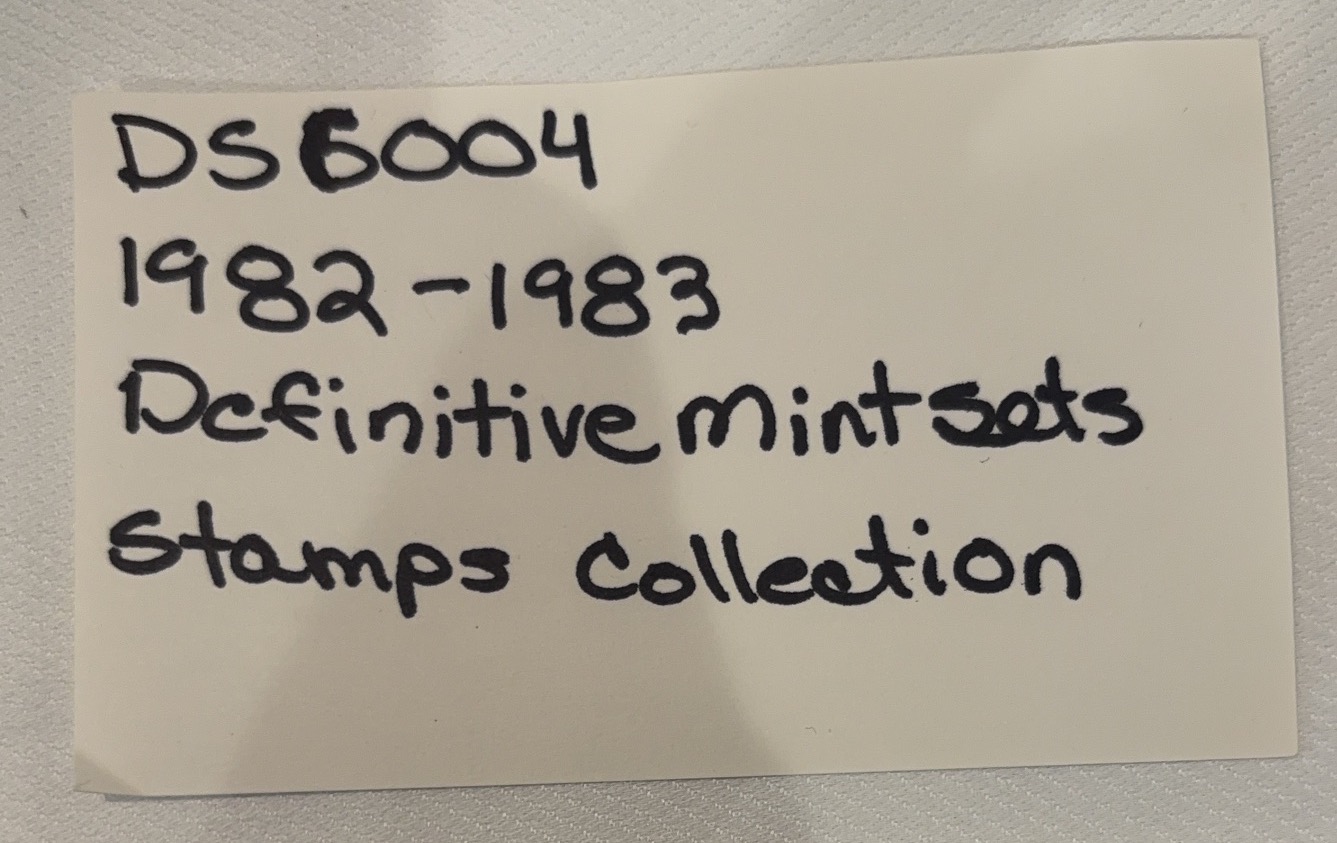 DS6004
1982-1983
Definitive mint sets
Stamps Collection